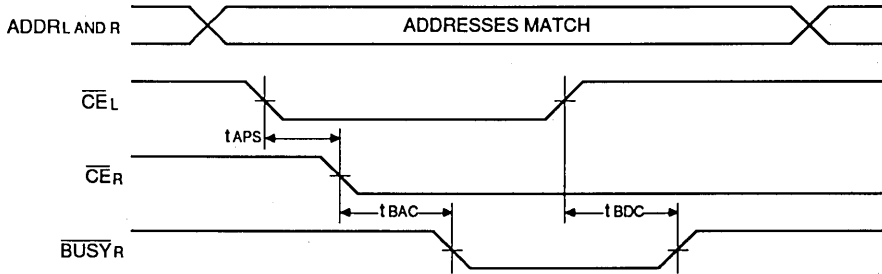 ADDRL AND R
ADDRESSES MATCH
CEL
tAPS
CER
tBAC
tBDC
BUSYR